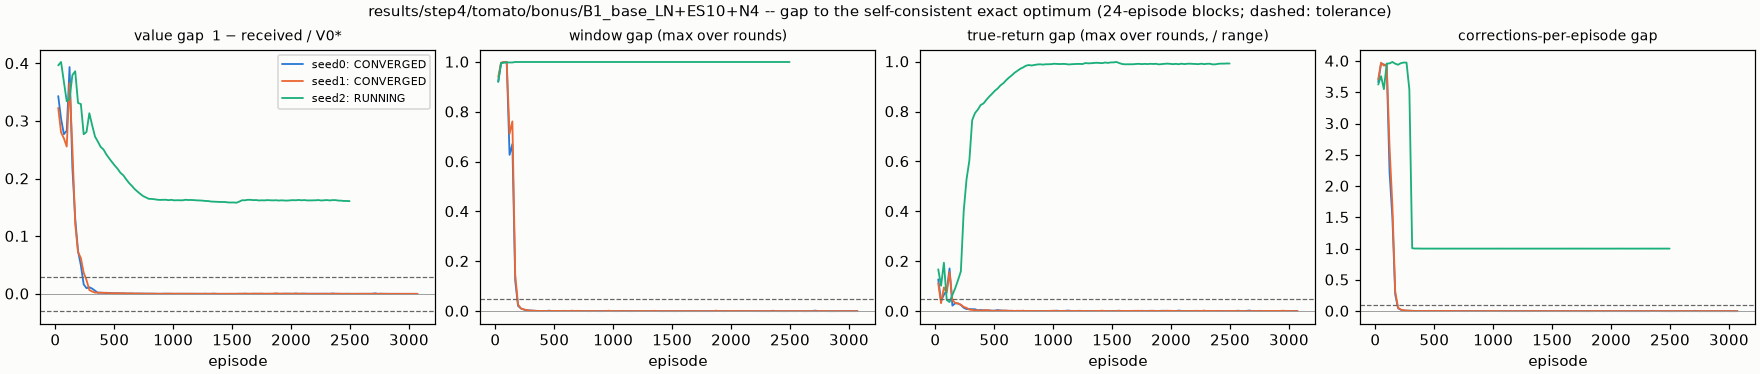 results/step4/tomato/bonus/B1_base_LN+ES10+N4 -- gap to the self-consistent exact optimum (24-episode blocks; dashed: tolerance)
value gap 1 − received / V0*
0.4
0.3
0.2
0.1
0.0
seed0: CONVERGED
seed1: CONVERGED
seed2: RUNNING
0 500 1000 1500 2000 2500 3000
episode
window gap (max over rounds)
1.0
0.8
0.6
0.4
0.2
0.0
0 500 1000 1500 2000 2500 3000
episode
true-return gap (max over rounds, / range)
1.0
0.8
0.6
0.4
0.2
0.0
0 500 1000 1500 2000 2500 3000
episode
corrections-per-episode gap
4.0
3.5
3.0
2.5
2.0
1.5
1.0
0.5
0.0
0 500 1000 1500 2000 2500 3000
episode